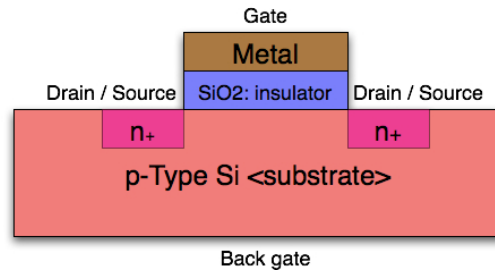 Gate
Metal
Drain / Source
SiO2: insulator
Drain / Source
n+
n+
p-Type Si <substrate>
Back gate